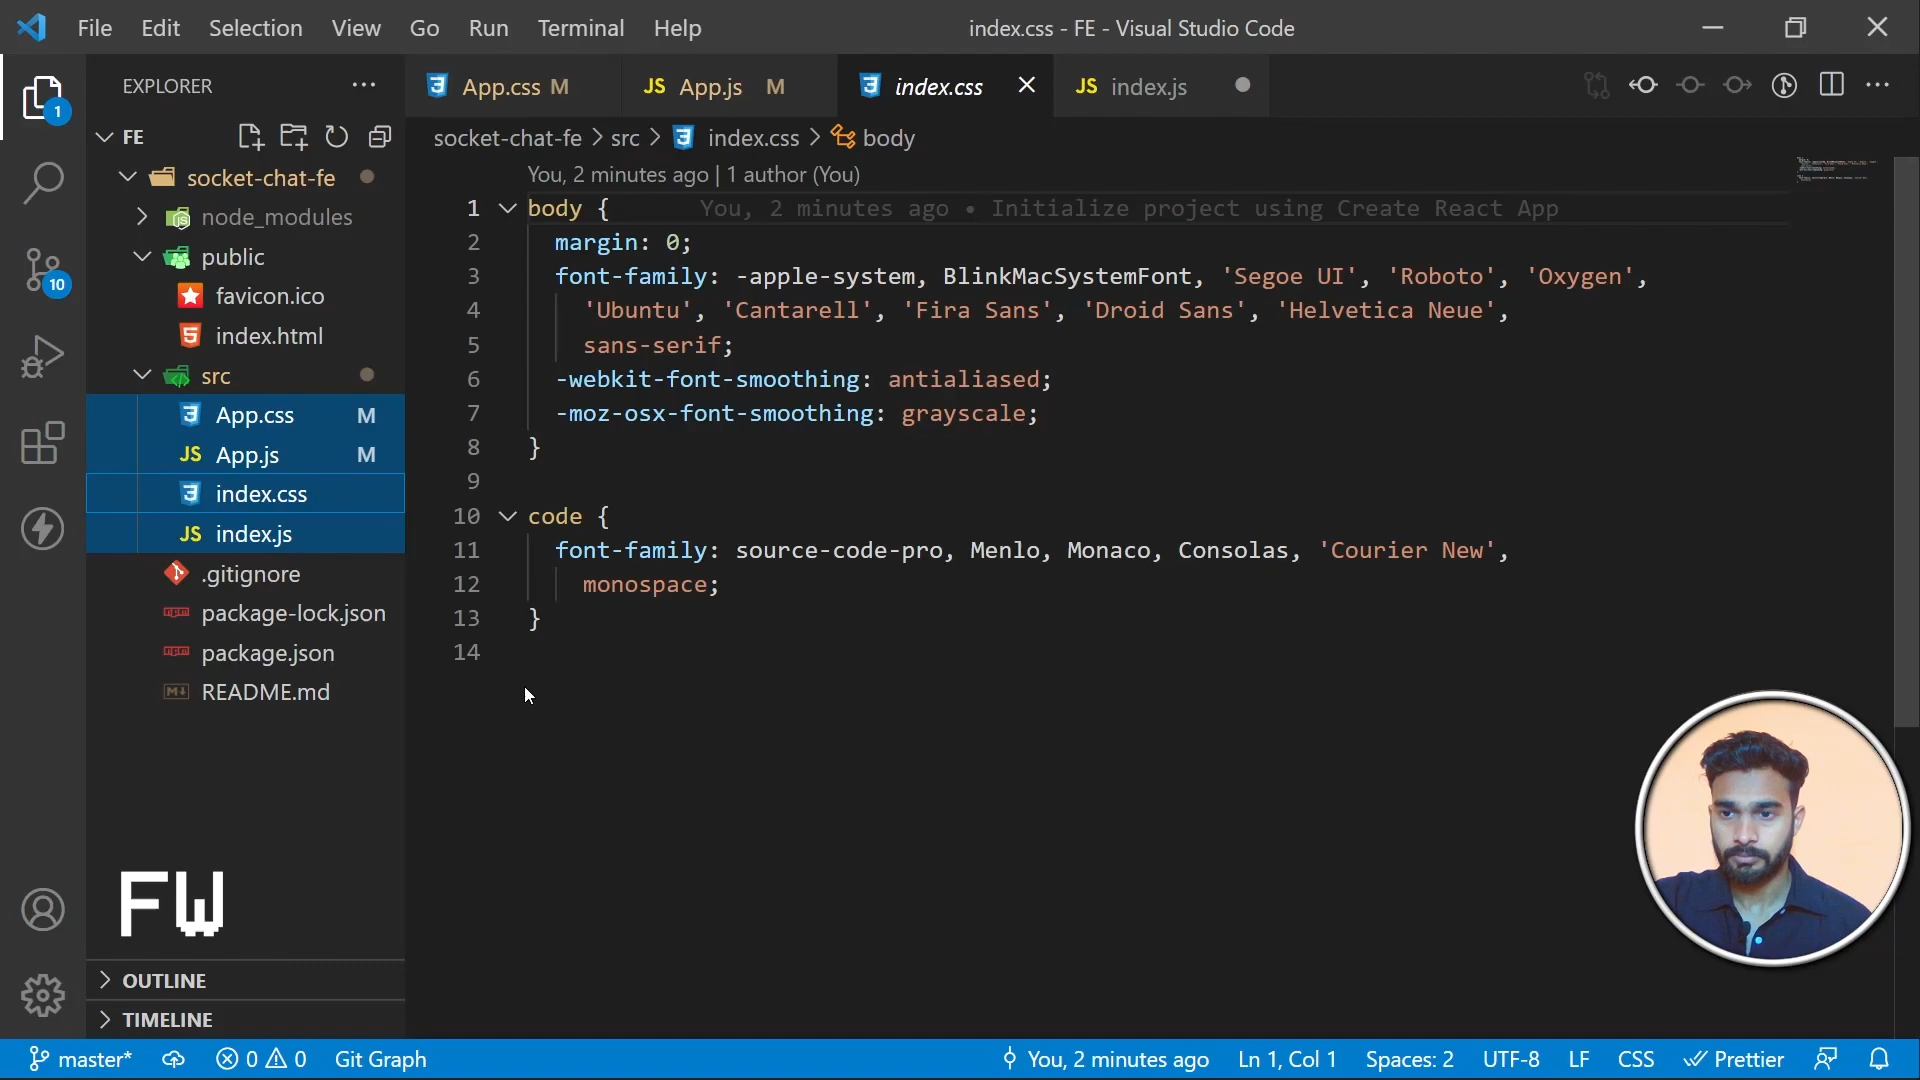 File Edit Selection View Go Run Terminal Help
index.css - FE - Visual Studio Code
EXPLORER
App.css M
JS App.js M
index.css
JS index.js
FE
socket-chat-fe > src > index.css > body
socket-chat-fe
node_modules
public
favicon.ico
index.html
src
App.css M
JS App.js M
index.css
JS index.js
.gitignore
package-lock.json
package.json
README.md
1
10
You, 2 minutes ago | 1 author (You)
1 body { You, 2 minutes ago • Initialize project using Create React App
2 margin: 0;
3 font-family: -apple-system, BlinkMacSystemFont, 'Segoe UI', 'Roboto', 'Oxygen',
4 'Ubuntu', 'Cantarell', 'Fira Sans', 'Droid Sans', 'Helvetica Neue',
5 sans-serif;
6 -webkit-font-smoothing: antialiased;
7 -moz-osx-font-smoothing: grayscale;
8 }
9
10 code {
11 font-family: source-code-pro, Menlo, Monaco, Consolas, 'Courier New',
12 monospace;
13 }
14
FW
OUTLINE
TIMELINE
master* 0 0 Git Graph
You, 2 minutes ago Ln 1, Col 1 Spaces: 2 UTF-8 LF CSS Prettier